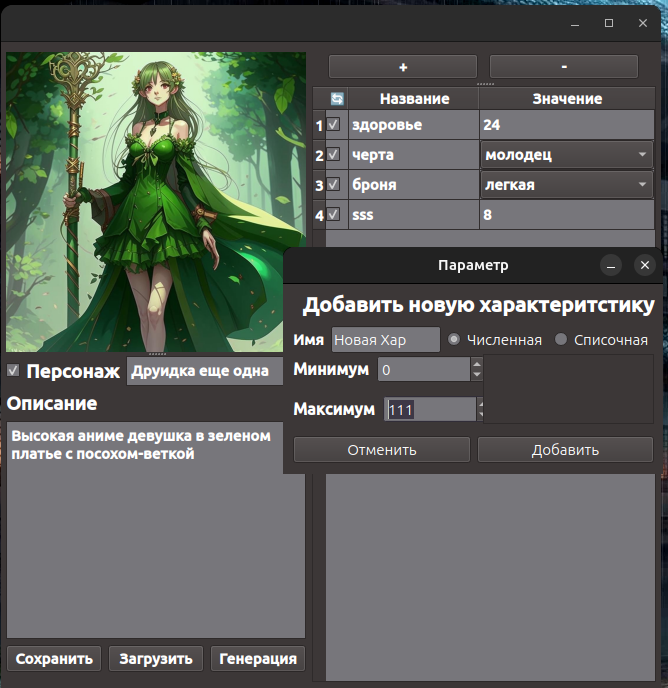 + -
Название Значение
1 здоровье 24
2 черта молодец
3 броня легкая
4 sss 8
Параметр
Добавить новую характеритстику
Имя Новая Хар Численная Списочная
Минимум 0
Максимум 111
Отменить Добавить
Персонаж Друидка еще одна
Описание
Высокая аниме девушка в зеленом
платье с посохом-веткой
Сохранить Загрузить Генерация